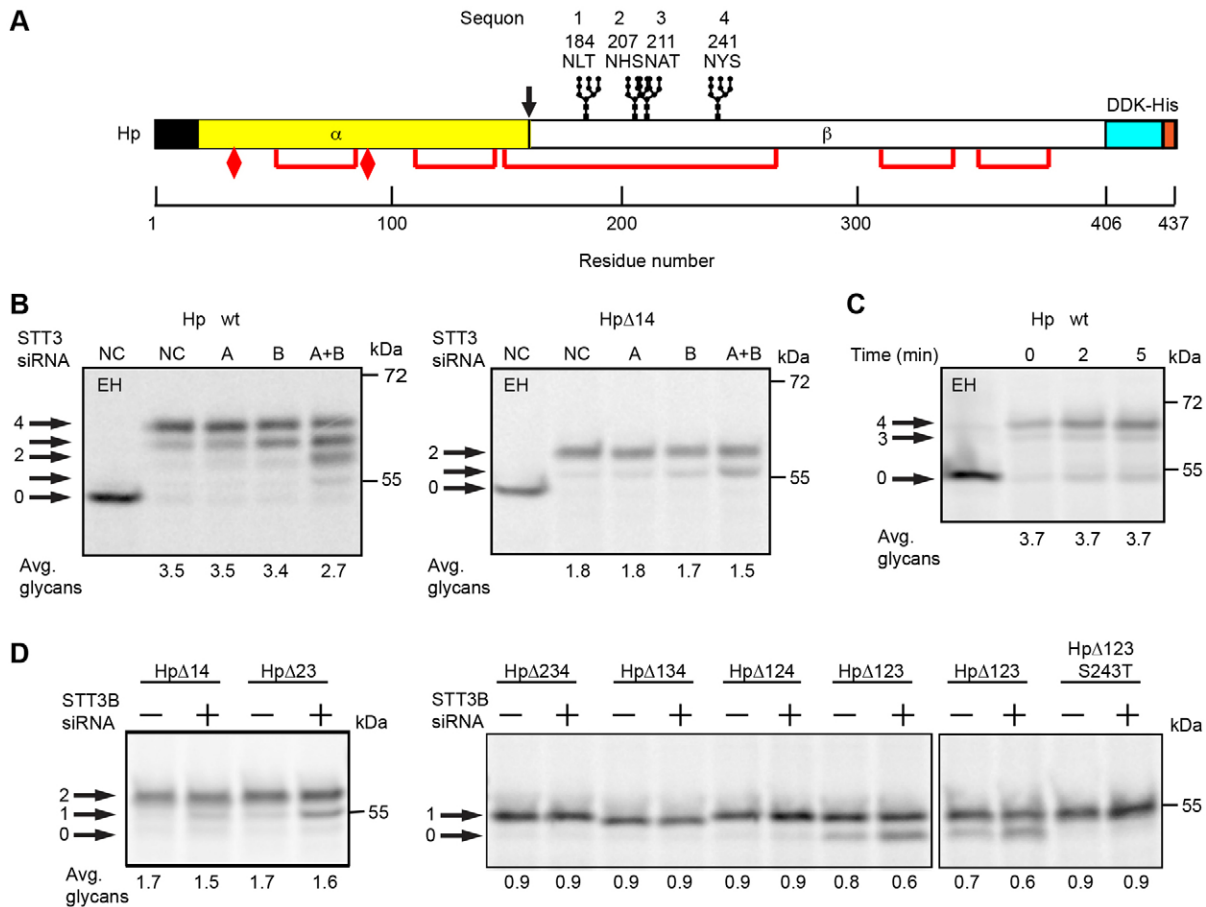 A
Sequon 1 2 3 4
184 207 211 241
NLT NHSNAT NYS
DDK-His
Hp α β
1 100 200 300 406 437
Residue number
B
Hp wt
STT3 siRNA NC NC A B A+B kDa
EH
72
4
2
55
0
Avg. glycans 3.5 3.5 3.4 2.7
HpΔ14
STT3 siRNA NC NC A B A+B kDa
EH
72
2
55
0
Avg. glycans 1.8 1.8 1.7 1.5
C
Hp wt
Time (min) 0 2 5 kDa
EH
72
4
3
55
0
Avg. glycans 3.7 3.7 3.7
D
HpΔ14 HpΔ23
STT3B siRNA − + − + kDa
2
1
55
0
Avg. glycans 1.7 1.5 1.7 1.6
HpΔ234 HpΔ134 HpΔ124 HpΔ123 HpΔ123 HpΔ123 S243T
STT3B siRNA − + − + − + − + − + − + kDa
55
1
0
Avg. glycans 0.9 0.9 0.9 0.9 0.9 0.9 0.8 0.6 0.7 0.6 0.9 0.9